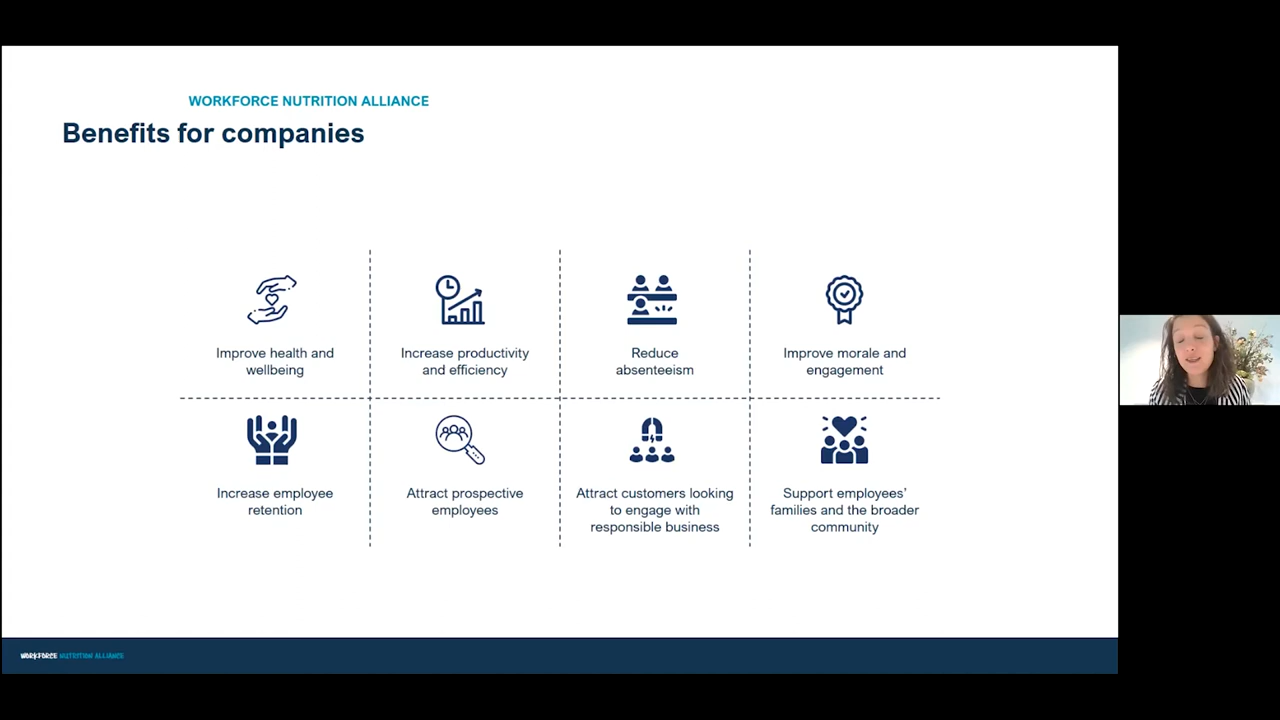 WORKFORCE NUTRITION ALLIANCE
Benefits for companies
Improve health and
wellbeing
Increase productivity
and efficiency
Reduce
absenteeism
Improve morale and
engagement
Increase employee
retention
Attract prospective
employees
Attract customers looking
to engage with
responsible business
Support employees’
families and the broader
community
WORKFORCE NUTRITION ALLIANCE